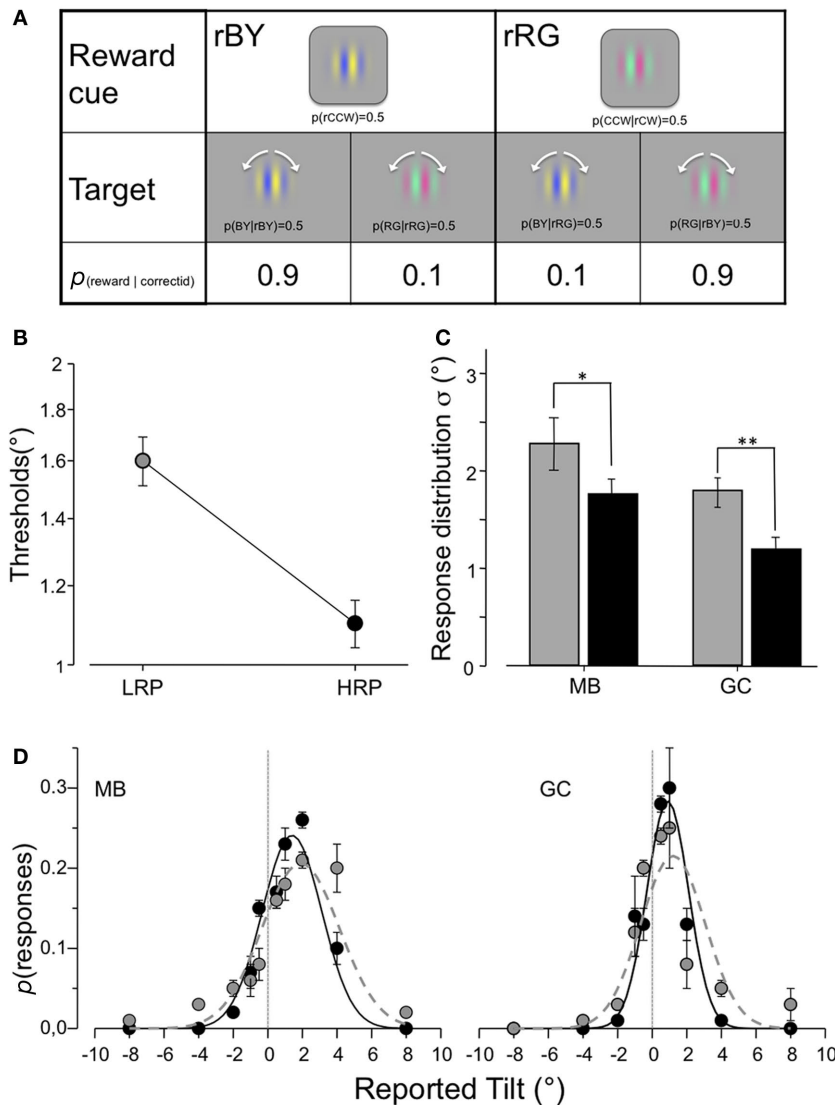 A
Reward cue
rBY
rRG
p(rCCW)=0.5
p(CCW|rCW)=0.5
Target
p(BY|rBY)=0.5
p(RG|rRG)=0.5
p(BY|rRG)=0.5
p(RG|rBY)=0.5
p(reward | correctid)
0.9
0.1
0.1
0.9
B
2
1.8
1.6
1.4
1.2
1
Thresholds(°)
LRP
HRP
C
3
2
1
0
Response distribution σ (°)
*
**
MB
GC
D
MB
GC
0.3
0.2
0.1
0,0
p(responses)
-10 -8 -6 -4 -2 0 2 4 6 8 10
-10 -8 -6 -4 -2 0 2 4 6 8 10
Reported Tilt (°)